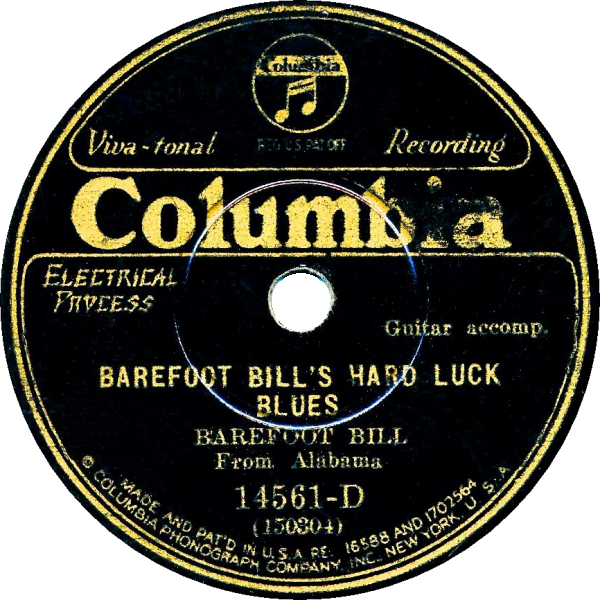 Columbia
REG. U.S. PAT. OFF.
Viva-tonal Recording
Columbia
ELECTRICAL
PROCESS
Guitar accomp.
BAREFOOT BILL'S HARD LUCK
BLUES
BAREFOOT BILL
From Alabama
14561-D
(150304)
MADE AND PAT'D IN U.S.A. RE. 16588 AND 1702564
© COLUMBIA PHONOGRAPH COMPANY, INC., NEW YORK, U.S.A.